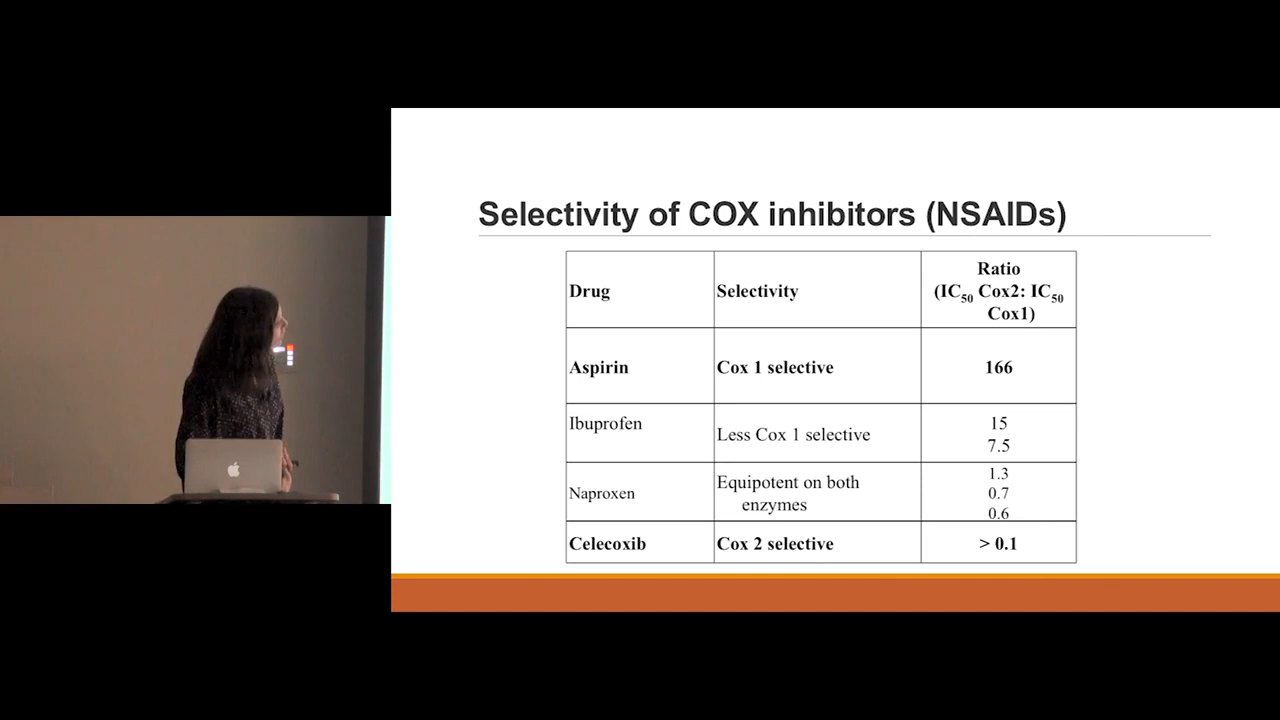 Selectivity of COX inhibitors (NSAIDs)
Drug
Selectivity
Ratio
(IC50 Cox2: IC50
Cox1)
Aspirin
Cox 1 selective
166
Ibuprofen
Less Cox 1 selective
15
7.5
Naproxen
Equipotent on both
enzymes
1.3
0.7
0.6
Celecoxib
Cox 2 selective
> 0.1